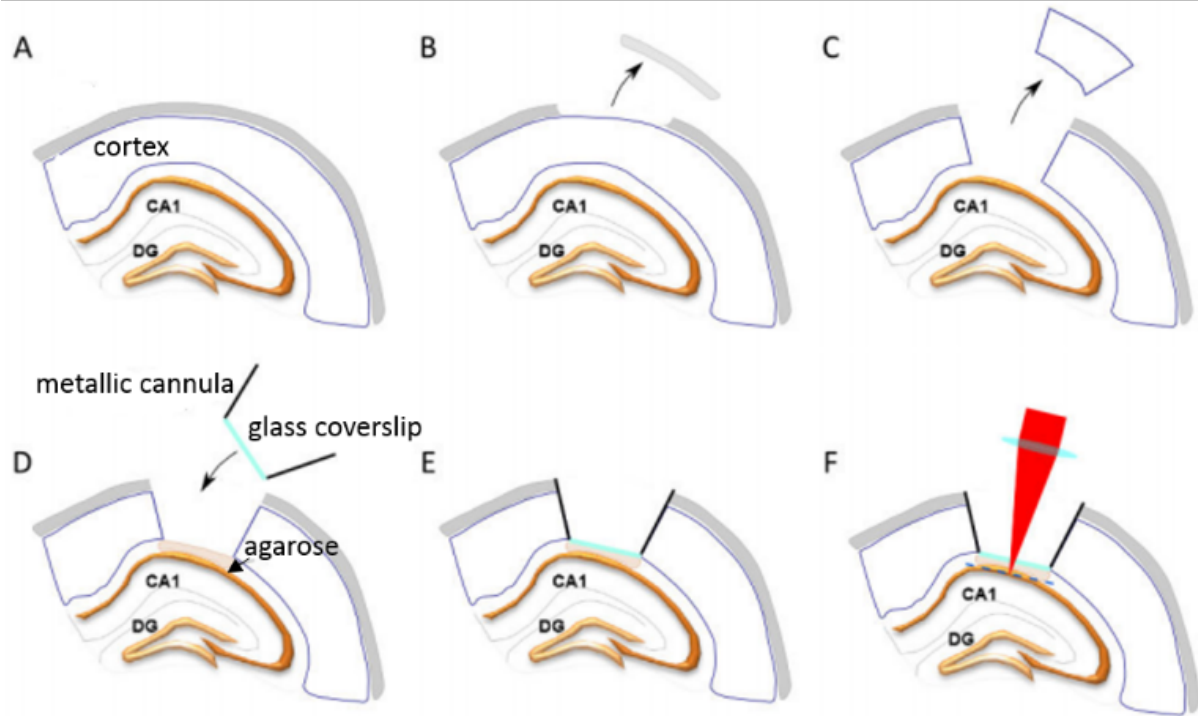 A
B
C
cortex
CA1
DG
CA1
DG
CA1
DG
metallic cannula
glass coverslip
D
E
F
agarose
CA1
DG
CA1
DG
CA1
DG